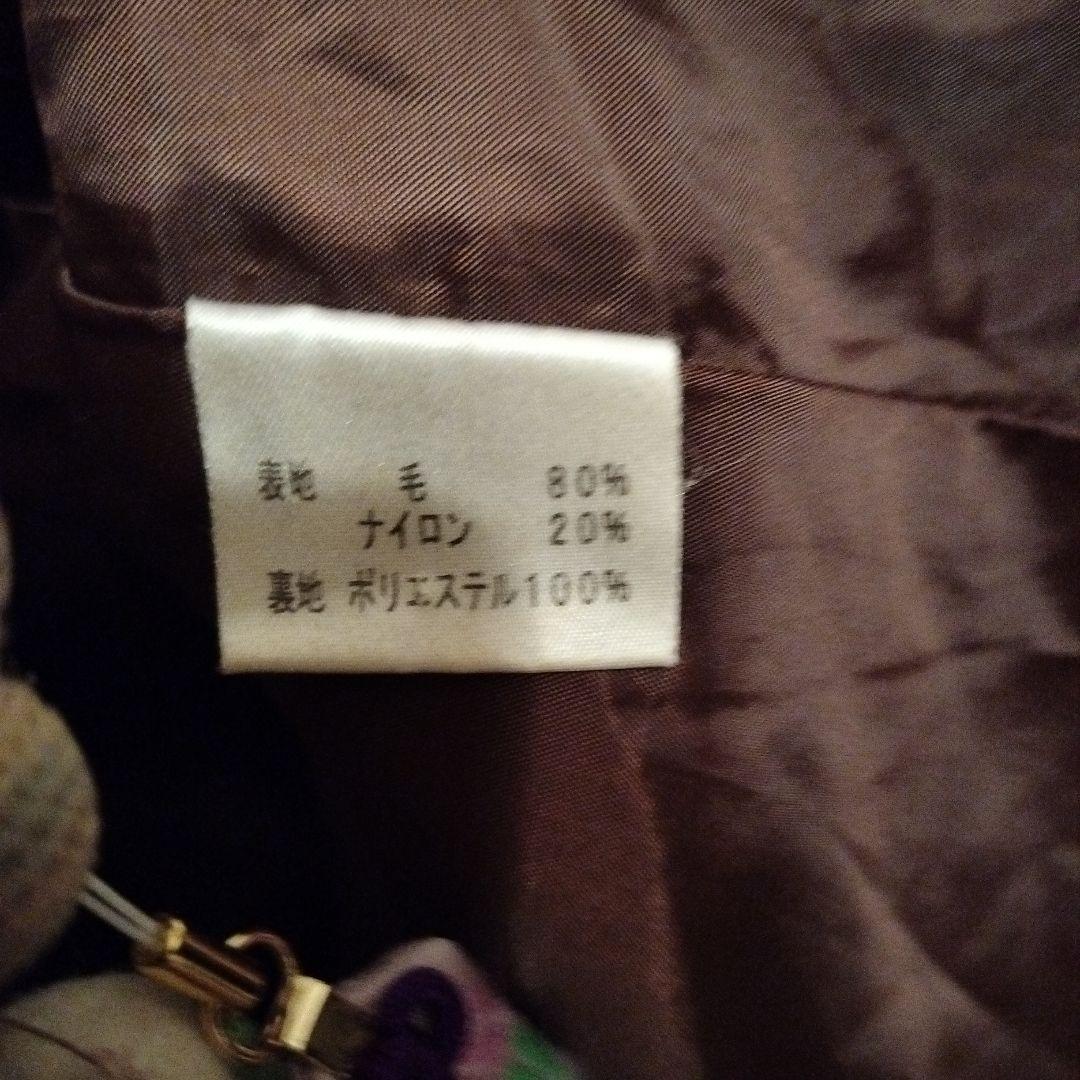 表地 毛 80%
ナイロン 20%
裏地 ポリエステル100%